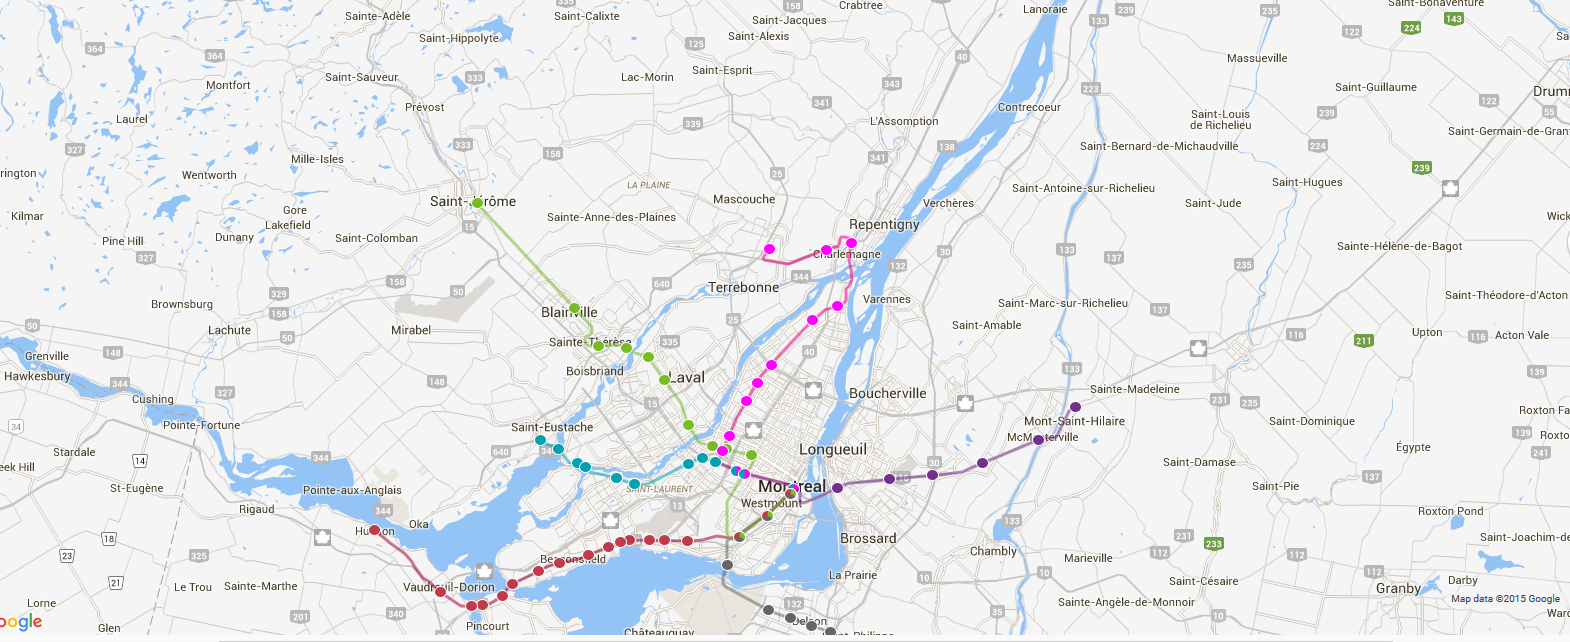 Sainte-Adèle
335
Saint-Calixte
158
Crabtree
Lanoraie
239
133
235
Saint-Bonaventure
143
Saint-Jacques
224
122
Saint-Hippolyte
125
Saint-Alexis
364
364
40
Massueville
Saint-Sauveur
333
Lac-Morin
Saint-Esprit
343
223
Saint-Guillaume
Montfort
122
Prévost
341
Contrecoeur
239
55
Laurel
339
L'Assomption
Saint-Louis
de Richelieu
Saint-Germain-de-Gran
327
333
158
138
Saint-Bernard-de-Michaudville
224
Mille-Isles
341
239
Wentworth
LA PLAINE
25
Saint-Antoine-sur-Richelieu
Saint-Hugues
Saint-Jérôme
Mascouche
Verchères
Saint-Jude
Kilmar
Gore
Lakefield
Sainte-Anne-des-Plaines
Repentigny
15
Pine Hill
Dunany
Saint-Colomban
30
133
137
Sainte-Hélène-de-Bagot
327
Charlemagne
132
235
158
344
640
Terrebonne
329
50
Brownsburg
158
Varennes
Saint-Marc-sur-Richelieu
137
Saint-Théodore-d'Acton
Blainville
50
Lachute
50
Mirabel
25
Saint-Amable
116
Upton
116
Acton Vale
Sainte-Thérèse
335
211
Grenville
148
40
Hawkesbury
344
148
Boisbriand
Laval
133
139
327
Boucherville
Sainte-Madeleine
Cushing
15
231
235
Roxton Fa
34
Pointe-Fortune
Saint-Eustache
Mont-Saint-Hilaire
Saint-Dominique
McMasterville
139
Roxto
Stardale
640
344
Longueuil
Égypte
241
14
30
Saint-Damase
eek Hill
St-Eugène
Pointe-aux-Anglais
SAINT-LAURENT
Montreal
Saint-Pie
Rigaud
344
13
Westmount
Roxton Pond
Oka
133
Hudson
18
Brossard
233
Saint-Joachim-de
23
325
Beaconsfield
Chambly
112
112
Marieville
La Prairie
10
10
112
Darby
21
Le Trou
Sainte-Marthe
Vaudreuil-Dorion
Saint-Césaire
Granby
Lorne
340
132
35
Sainte-Angèle-de-Monnoir
10
Map data ©2015 Google
201
Delson
ogle
Glen
Pincourt
Châteauguay